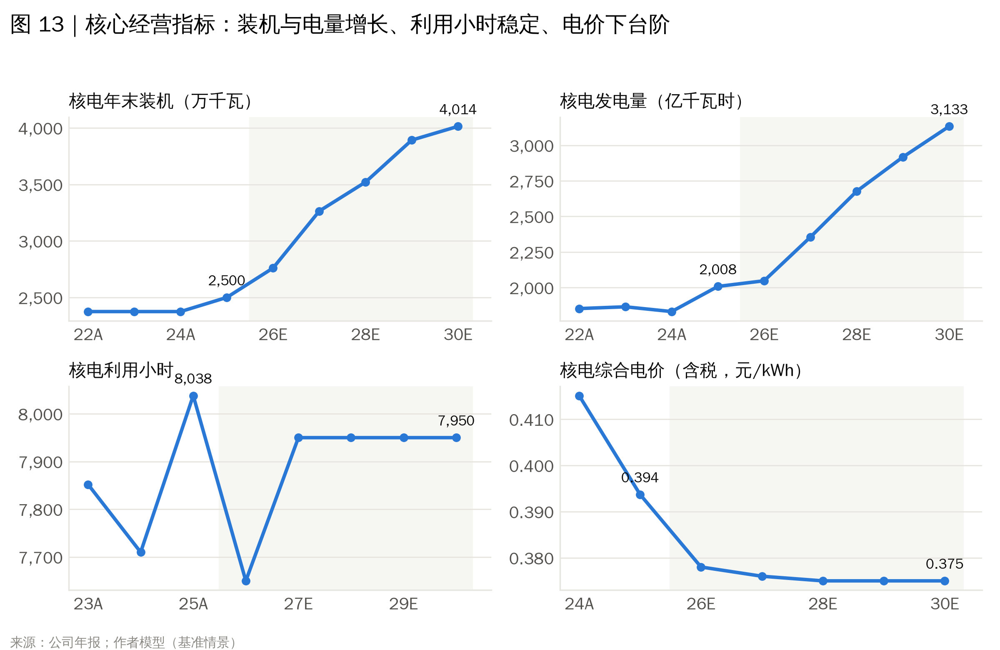 图 13｜核心经营指标：装机与电量增长、利用小时稳定、电价下台阶
核电年末装机（万千瓦）
4,014
4,000
3,500
3,000
2,500
2,500
22A 24A 26E 28E 30E
核电发电量（亿千瓦时）
3,133
3,000
2,750
2,500
2,250
2,008
2,000
22A 24A 26E 28E 30E
核电利用小时
8,038
8,000
7,950
7,900
7,800
7,700
23A 25A 27E 29E
核电综合电价（含税，元/kWh）
0.410
0.400
0.394
0.390
0.380
0.375
24A 26E 28E 30E
来源：公司年报；作者模型（基准情景）